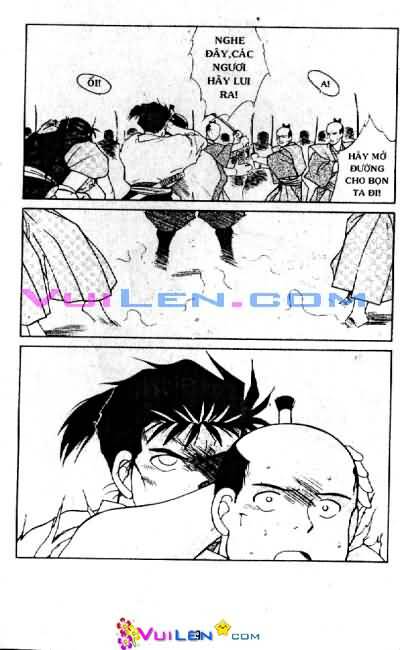 NGHE
ĐÂY,CÁC
NGƯƠI
HÃY LUI
RA!
ỐI!
A!
HÃY MỞ
ĐƯỜNG
CHO BỌN
TA ĐI!
VUILEN.COM
3
VUILEN
.com